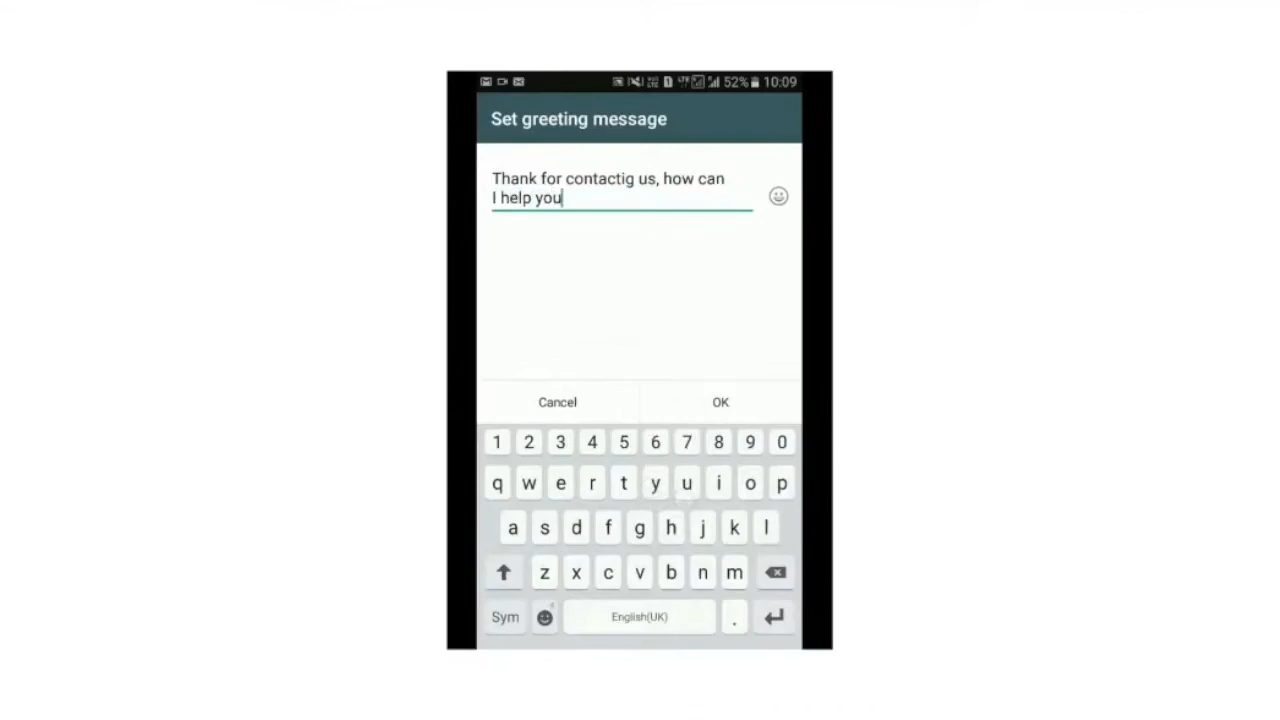 52% 10:09
Set greeting message
Thank for contactig us, how can
I help you
Cancel OK
1 2 3 4 5 6 7 8 9 0
q w e r t y u i o p
a s d f g h j k l
z x c v b n m
Sym English(UK) .